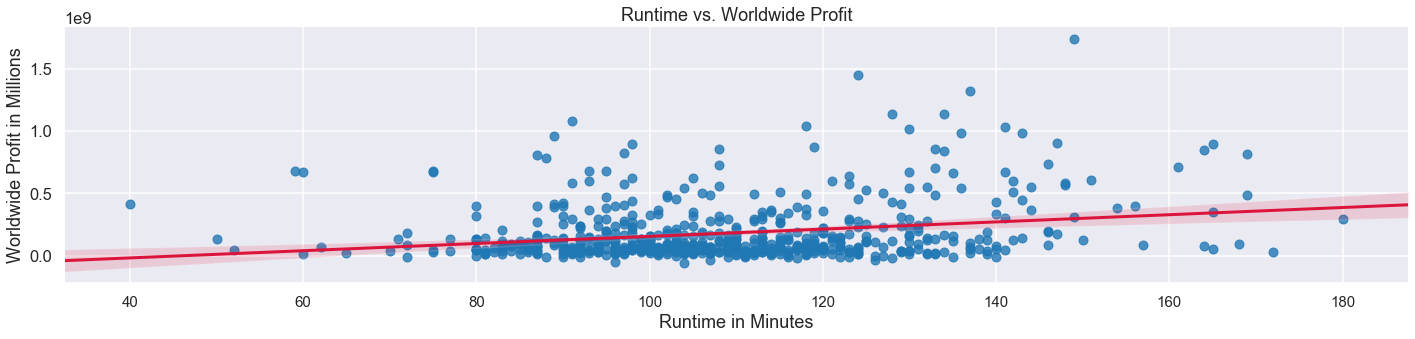 Runtime vs. Worldwide Profit
1e9
Worldwide Profit in Millions
1.5
1.0
0.5
0.0
40 60 80 100 120 140 160 180
Runtime in Minutes